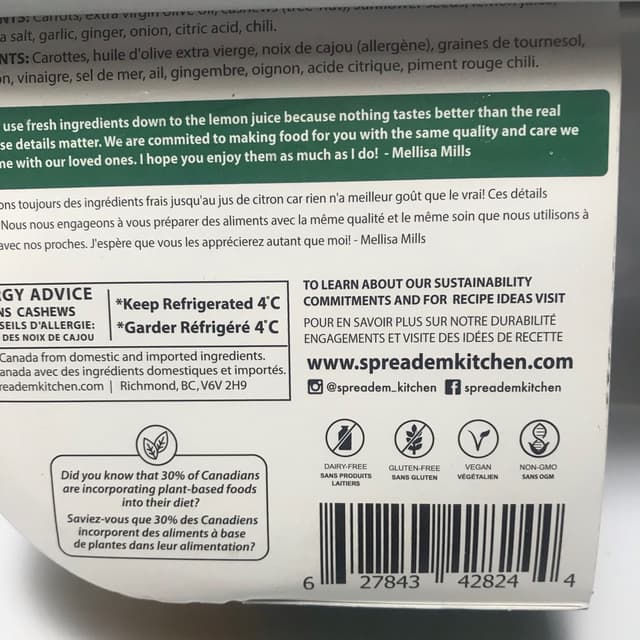 NTS: Carrots, extra virgin olive oil, cashews (tree nut), sunflower seeds, lemon juice,
a salt, garlic, ginger, onion, citric acid, chili.
NTS: Carottes, huile d'olive extra vierge, noix de cajou (allergène), graines de tournesol,
n, vinaigre, sel de mer, ail, gingembre, oignon, acide citrique, piment rouge chili.
use fresh ingredients down to the lemon juice because nothing tastes better than the real
se details matter. We are commited to making food for you with the same quality and care we
me with our loved ones. I hope you enjoy them as much as I do! - Mellisa Mills
ons toujours des ingrédients frais jusqu'au jus de citron car rien n'a meilleur goût que le vrai! Ces détails
Nous nous engageons à vous préparer des aliments avec la même qualité et le même soin que nous utilisons à
avec nos proches. J'espère que vous les apprécierez autant que moi! - Mellisa Mills
RGY ADVICE
NS CASHEWS
SEILS D'ALLERGIE:
DES NOIX DE CAJOU
*Keep Refrigerated 4°C
*Garder Réfrigéré 4°C
Canada from domestic and imported ingredients.
anada avec des ingrédients domestiques et importés.
readem​kitchen.com | Richmond, BC, V6V 2H9
TO LEARN ABOUT OUR SUSTAINABILITY
COMMITMENTS AND FOR RECIPE IDEAS VISIT
POUR EN SAVOIR PLUS SUR NOTRE DURABILITÉ
ENGAGEMENTS ET VISITE DES IDÉES DE RECETTE
www.spreademkitchen.com
@spreadem_kitchen spreademkitchen
Did you know that 30% of Canadians
are incorporating plant-based foods
into their diet?
Saviez-vous que 30% des Canadiens
incorporent des aliments à base
de plantes dans leur alimentation?
DAIRY-FREE
SANS PRODUITS
LAITIERS
GLUTEN-FREE
SANS GLUTEN
VEGAN
VÉGÉTALIEN
NON-GMO
SANS OGM
6 27843 42824 4